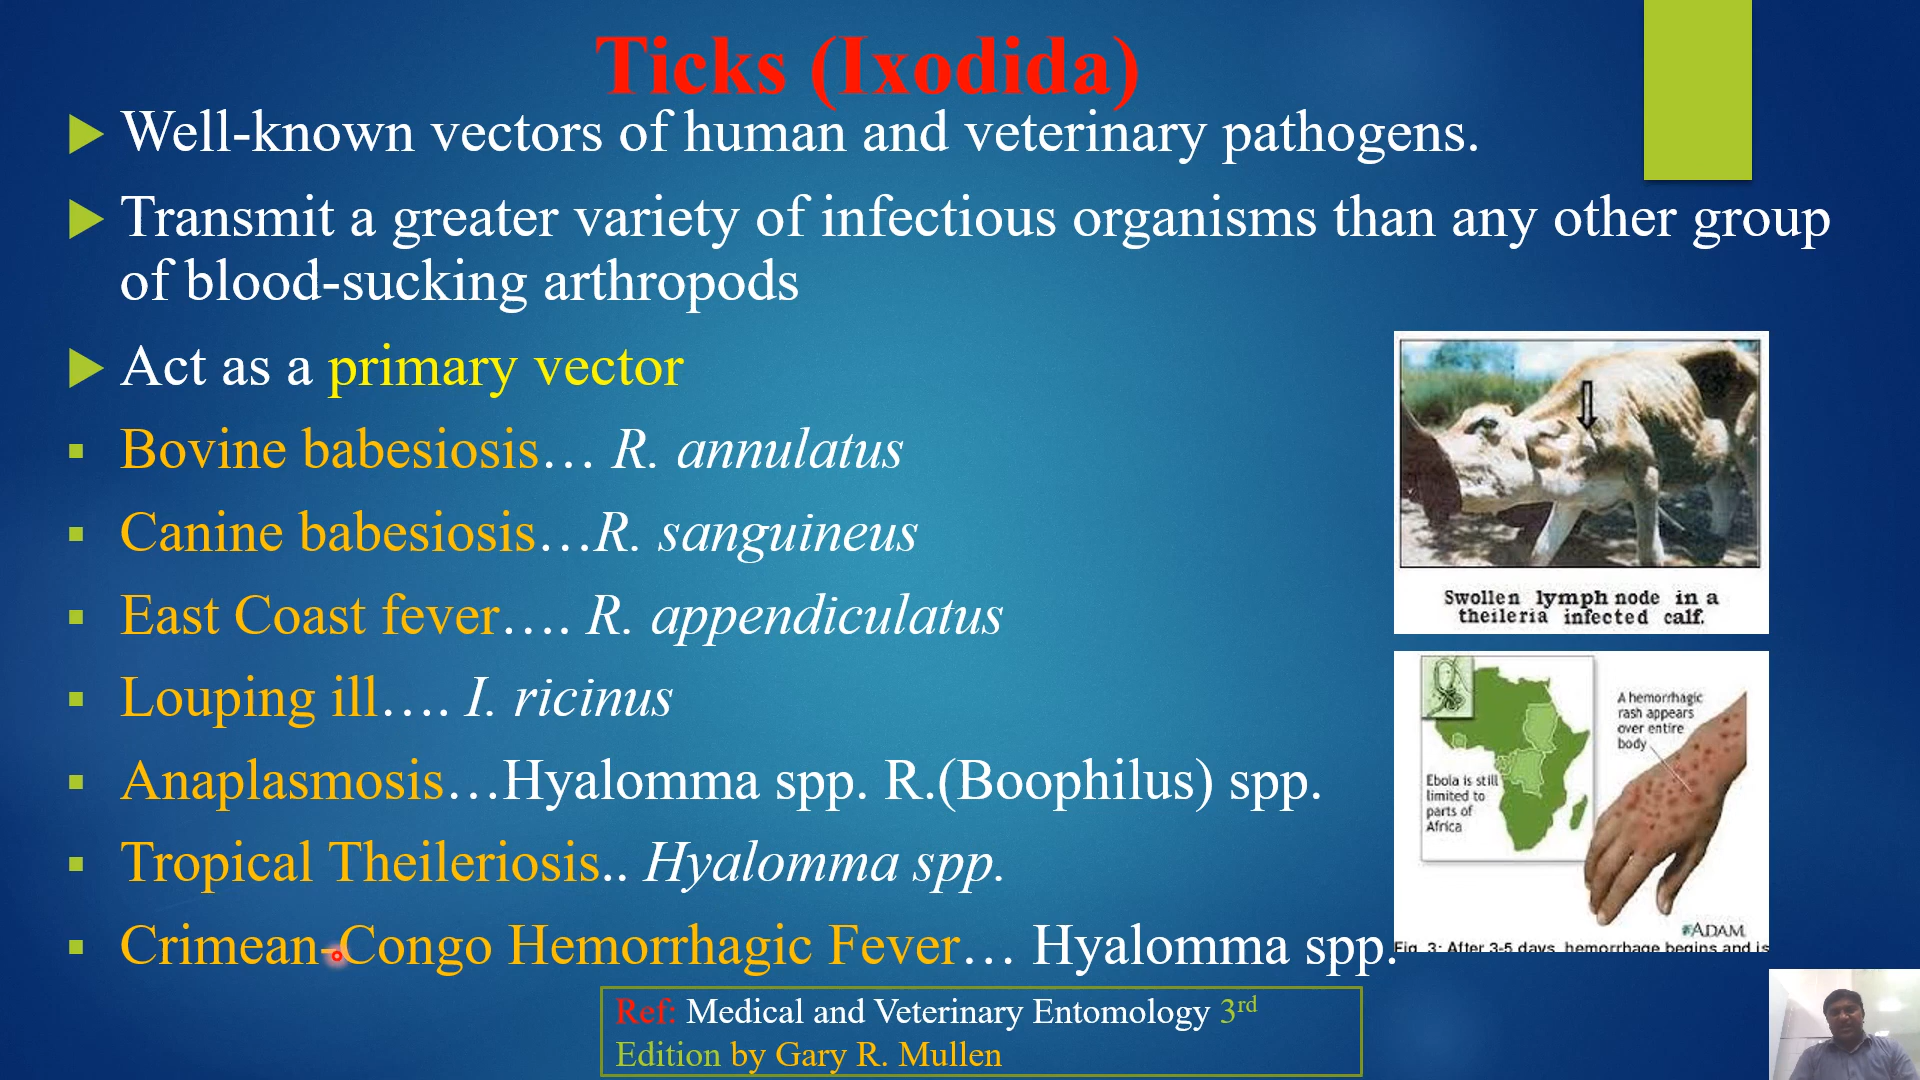 Ticks (Ixodida)
Well-known vectors of human and veterinary pathogens.
Transmit a greater variety of infectious organisms than any other group
of blood-sucking arthropods
Act as a primary vector
Bovine babesiosis… R. annulatus
Canine babesiosis…R. sanguineus
East Coast fever…. R. appendiculatus
Louping ill…. I. ricinus
Anaplasmosis…Hyalomma spp. R.(Boophilus) spp.
Tropical Theileriosis.. Hyalomma spp.
Crimean-Congo Hemorrhagic Fever… Hyalomma spp.
Swollen lymph node in a
theileria infected calf.
A hemorrhagic
rash appears
over entire
body
Ebola is still
limited to
parts of
Africa
ADAM
Fig. 3: After 3-5 days, hemorrhage begins and is
Ref: Medical and Veterinary Entomology 3rd
Edition by Gary R. Mullen